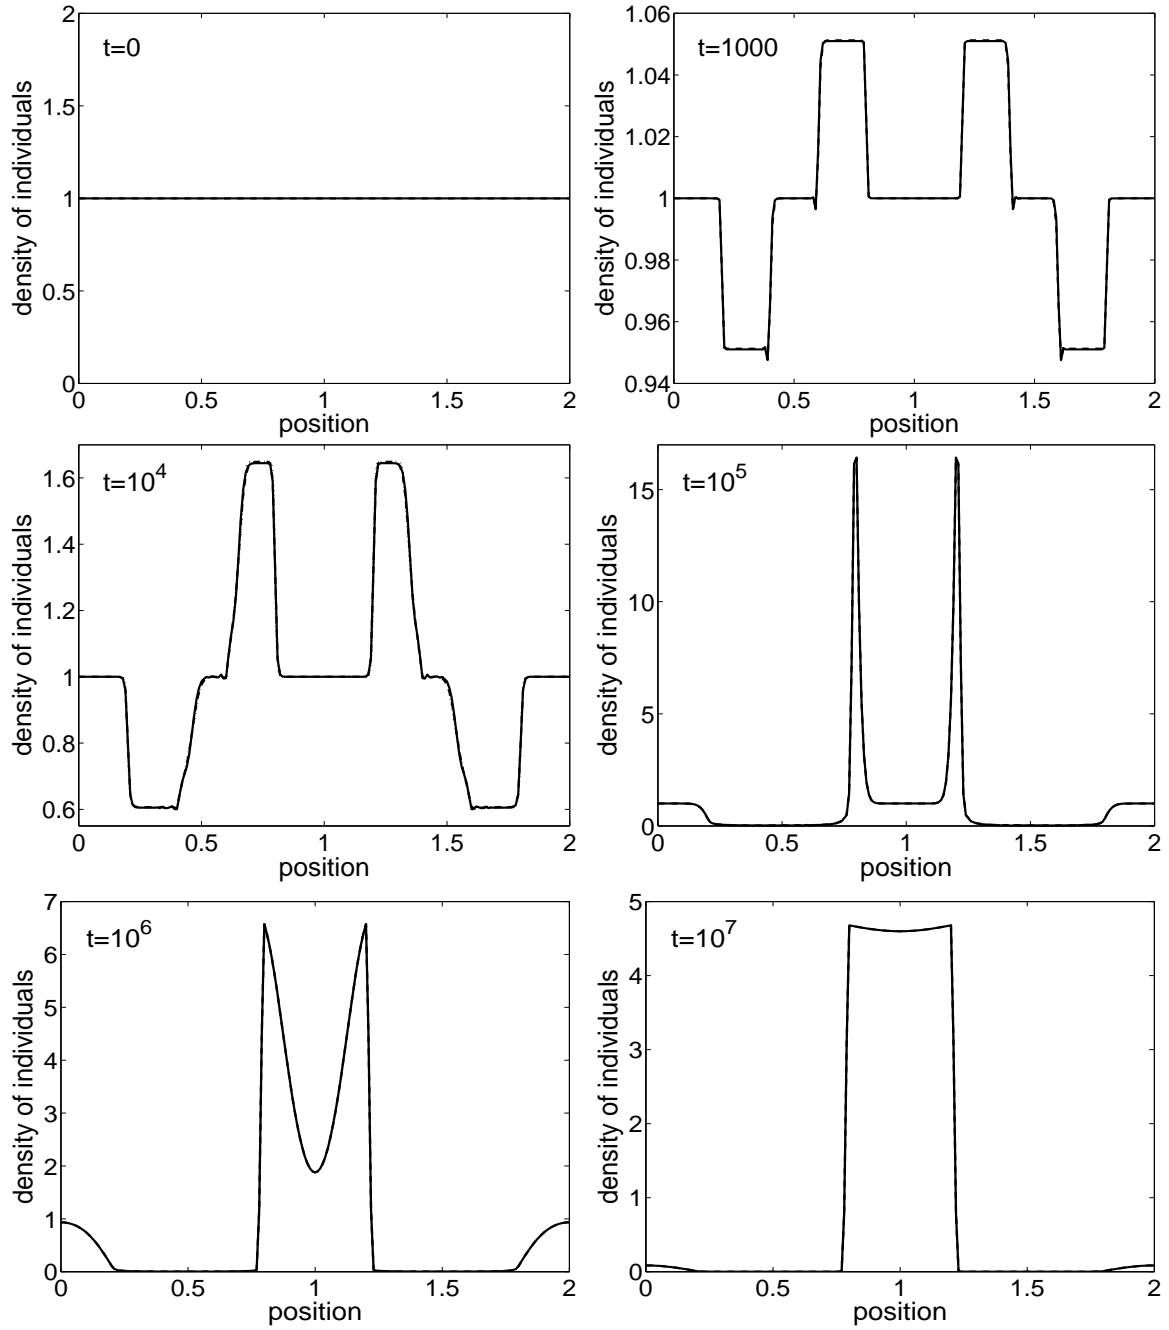 t=0
density of individuals
2
1.5
1
0.5
0
0 0.5 1 1.5 2
position
t=1000
density of individuals
1.06
1.04
1.02
1
0.98
0.96
0.94
0 0.5 1 1.5 2
position
t=10^4
density of individuals
1.6
1.4
1.2
1
0.8
0.6
0 0.5 1 1.5 2
position
t=10^5
density of individuals
15
10
5
0
0 0.5 1 1.5 2
position
t=10^6
density of individuals
7
6
5
4
3
2
1
0
0 0.5 1 1.5 2
position
t=10^7
density of individuals
5
4
3
2
1
0
0 0.5 1 1.5 2
position